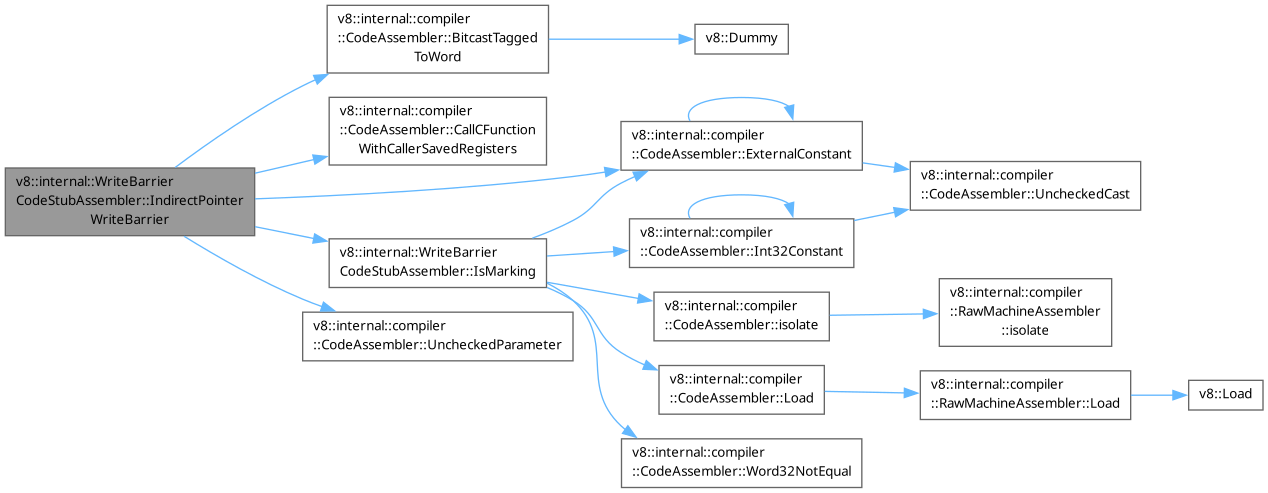 v8::internal::WriteBarrier
CodeStubAssembler::IndirectPointer
WriteBarrier
v8::internal::compiler
::CodeAssembler::BitcastTagged
ToWord
v8::Dummy
v8::internal::compiler
::CodeAssembler::CallCFunction
WithCallerSavedRegisters
v8::internal::compiler
::CodeAssembler::ExternalConstant
v8::internal::compiler
::CodeAssembler::UncheckedCast
v8::internal::WriteBarrier
CodeStubAssembler::IsMarking
v8::internal::compiler
::CodeAssembler::Int32Constant
v8::internal::compiler
::CodeAssembler::isolate
v8::internal::compiler
::RawMachineAssembler
::isolate
v8::internal::compiler
::CodeAssembler::UncheckedParameter
v8::internal::compiler
::CodeAssembler::Load
v8::internal::compiler
::RawMachineAssembler::Load
v8::Load
v8::internal::compiler
::CodeAssembler::Word32NotEqual